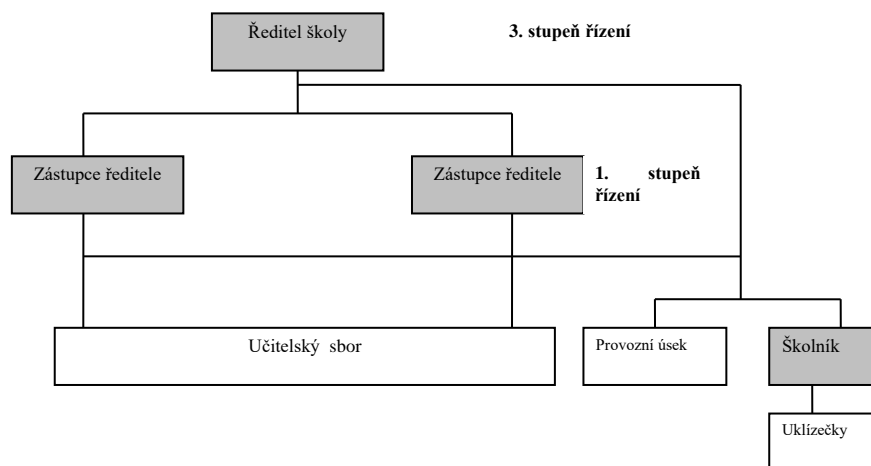 Ředitel školy
3. stupeň řízení
Zástupce ředitele
Zástupce ředitele
1. stupeň
řízení
Učitelský sbor
Provozní úsek
Školník
Uklízečky